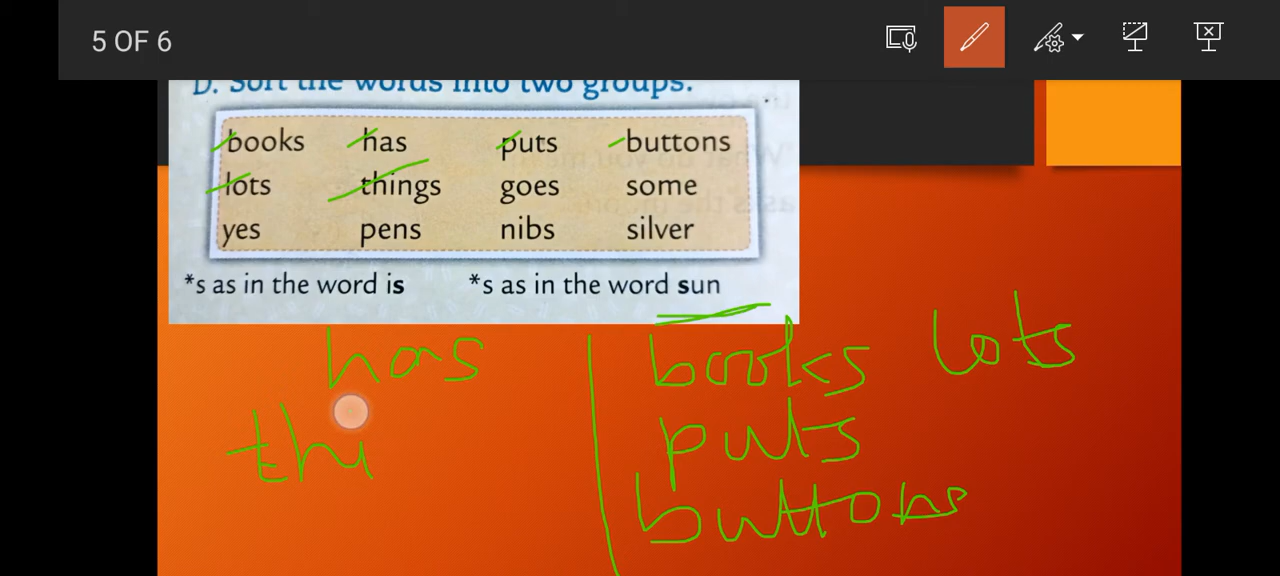 5 OF 6
D. Sort the words into two groups.
books has puts buttons
lots things goes some
yes pens nibs silver
*s as in the word is *s as in the word sun
has books lots
thi puts
buttons